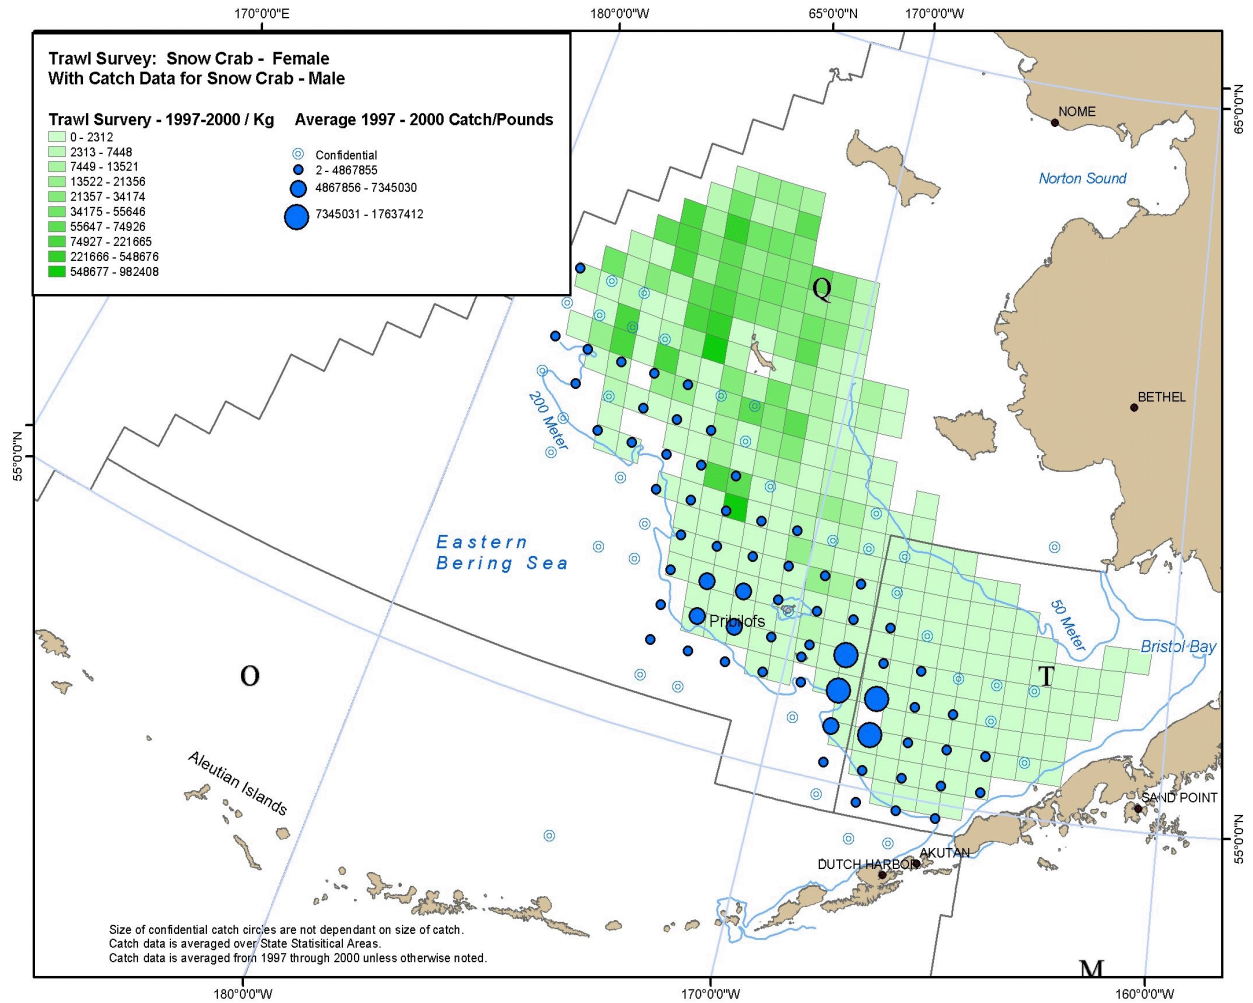 170°0'0"E
180°0'0"W
65°0'0"N
170°0'0"W
Trawl Survey: Snow Crab - Female
With Catch Data for Snow Crab - Male
Trawl Survery - 1997-2000 / Kg
0 - 2312
2313 - 7448
7449 - 13521
13522 - 21356
21357 - 34174
34175 - 55646
55647 - 74926
74927 - 221665
221666 - 548676
548677 - 982408
Average 1997 - 2000 Catch/Pounds
Confidential
2 - 4867855
4867856 - 7345030
7345031 - 17637412
NOME
65°0'0"N
Norton Sound
Q
BETHEL
200 Meter
55°0'0"N
Eastern
Bering Sea
Pribilofs
50 Meter
Bristol Bay
O
T
Aleutian Islands
SAND POINT
55°0'0"N
AKUTAN
DUTCH HARBOR
Size of confidential catch circles are not dependant on size of catch.
Catch data is averaged over State Statisitical Areas.
Catch data is averaged from 1997 through 2000 unless otherwise noted.
M
180°0'0"W
170°0'0"W
160°0'0"W